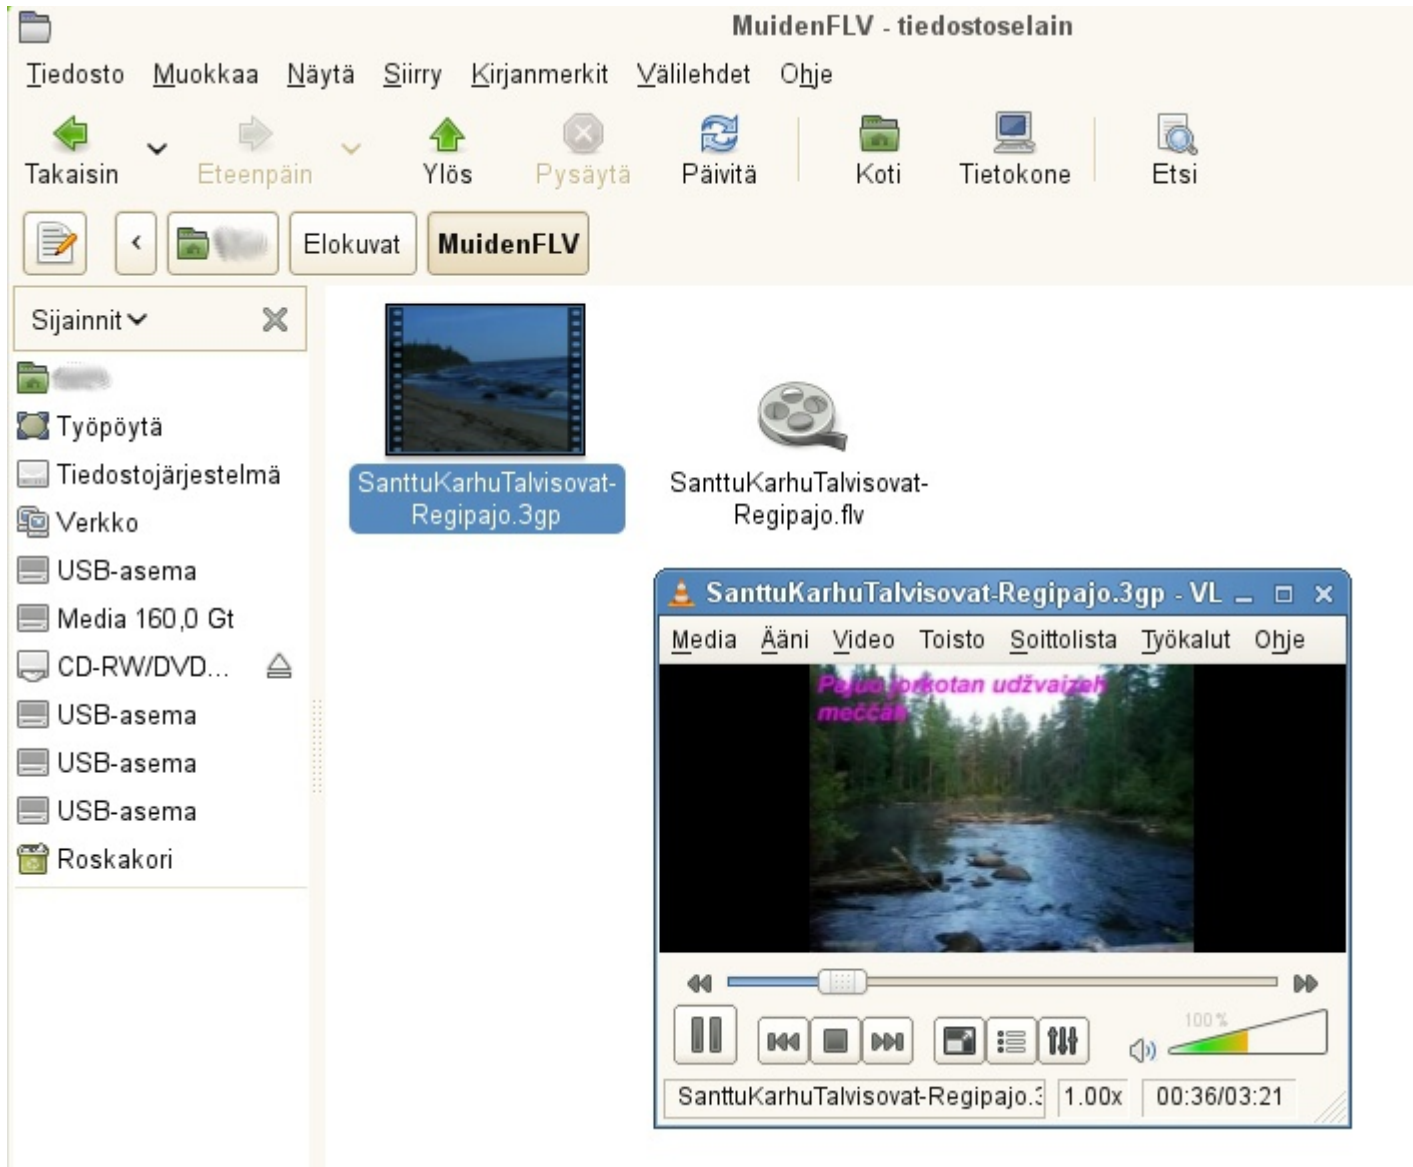 MuidenFLV - tiedostoselain
Tiedosto Muokkaa Näytä Siirry Kirjanmerkit Välilehdet Ohje
Takaisin Eteenpäin Ylös Pysäytä Päivitä Koti Tietokone Etsi
Elokuvat MuidenFLV
Sijainnit
Työpöytä
Tiedostojärjestelmä
Verkko
USB-asema
Media 160,0 Gt
CD-RW/DVD...
USB-asema
USB-asema
USB-asema
Roskakori
SanttuKarhuTalvisovat-
Regipajo.3gp
SanttuKarhuTalvisovat-
Regipajo.flv
SanttuKarhuTalvisovat-Regipajo.3gp - VL
Media Ääni Video Toisto Soittolista Työkalut Ohje
Pajuo jorkotan udžvaizeh
meččäh
100 %
SanttuKarhuTalvisovat-Regipajo.3 1.00x 00:36/03:21